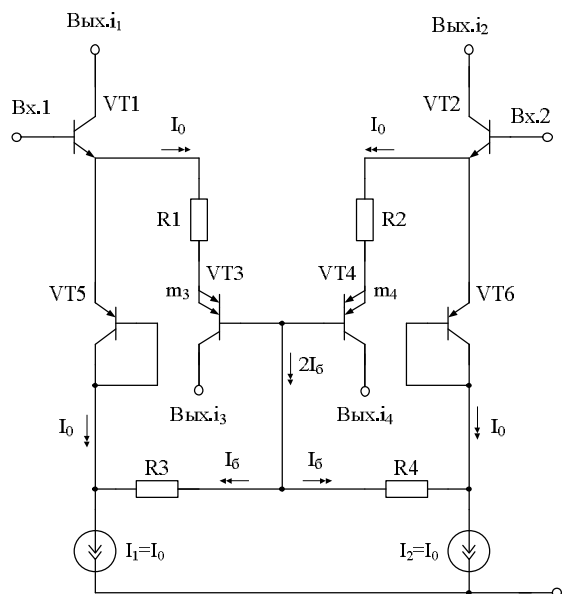 Вых.i₁
Вых.i₂
VT1
VT2
Вх.1
Вх.2
I₀
I₀
R1
R2
VT3
VT4
VT5
VT6
m₃
m₄
2Iб
Вых.i₃
Вых.i₄
I₀
I₀
R3
Iб
Iб
R4
I₁=I₀
I₂=I₀